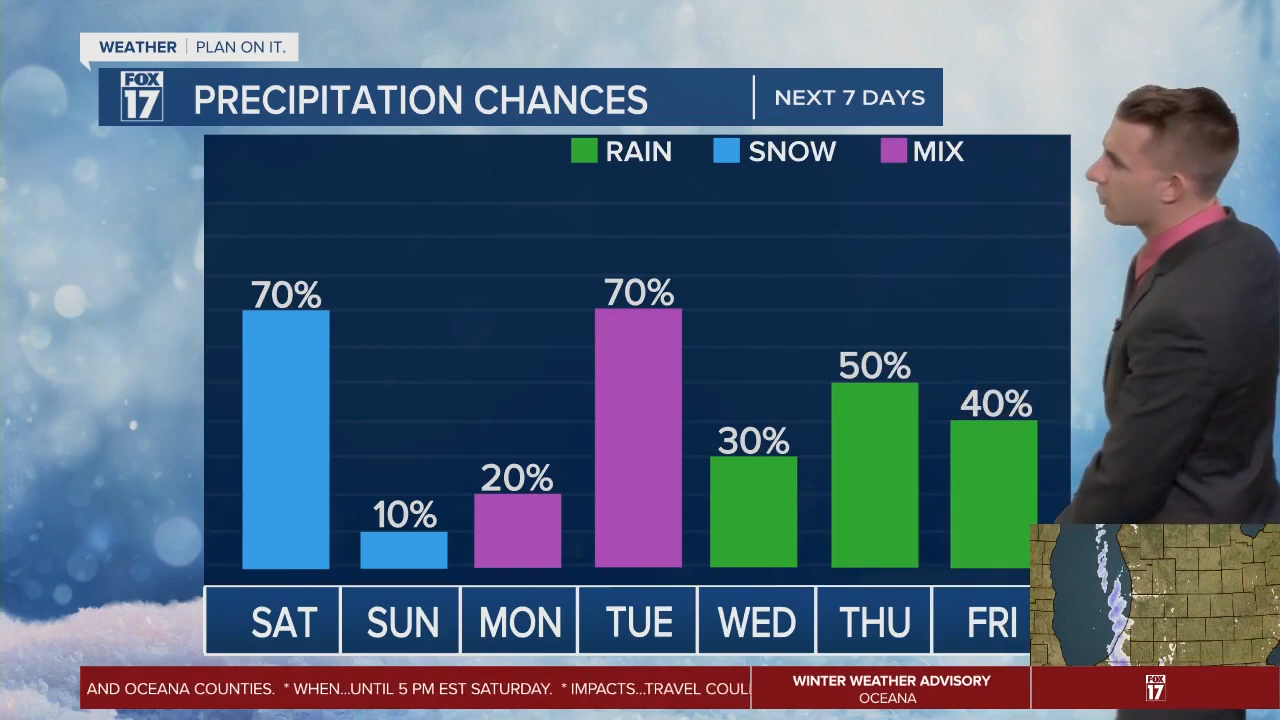 WEATHER | PLAN ON IT.
FOX 17 PRECIPITATION CHANCES | NEXT 7 DAYS
RAIN SNOW MIX
70% 10% 20% 70% 30% 50% 40%
SAT SUN MON TUE WED THU FRI
AND OCEANA COUNTIES. * WHEN...UNTIL 5 PM EST SATURDAY. * IMPACTS...TRAVEL COUL
WINTER WEATHER ADVISORY
OCEANA
FOX 17